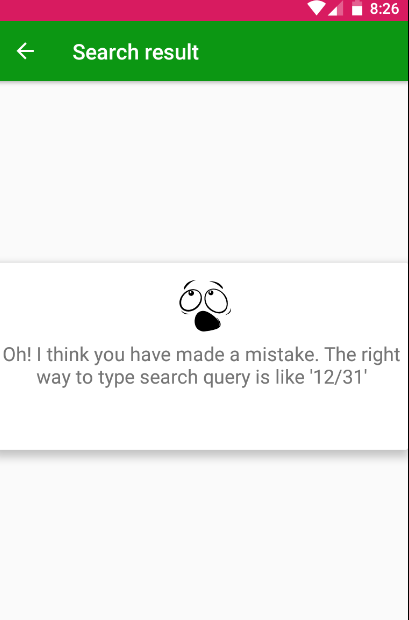 8:26
Search result
Oh! I think you have made a mistake. The right
way to type search query is like '12/31'